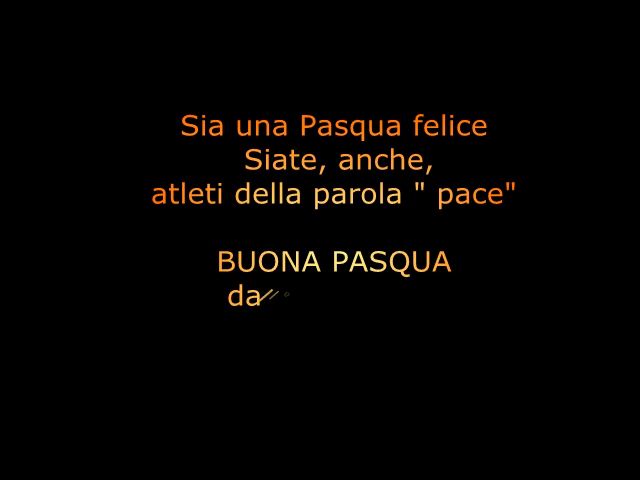 Sia una Pasqua felice
Siate, anche,
atleti della parola " pace"
BUONA PASQUA
da